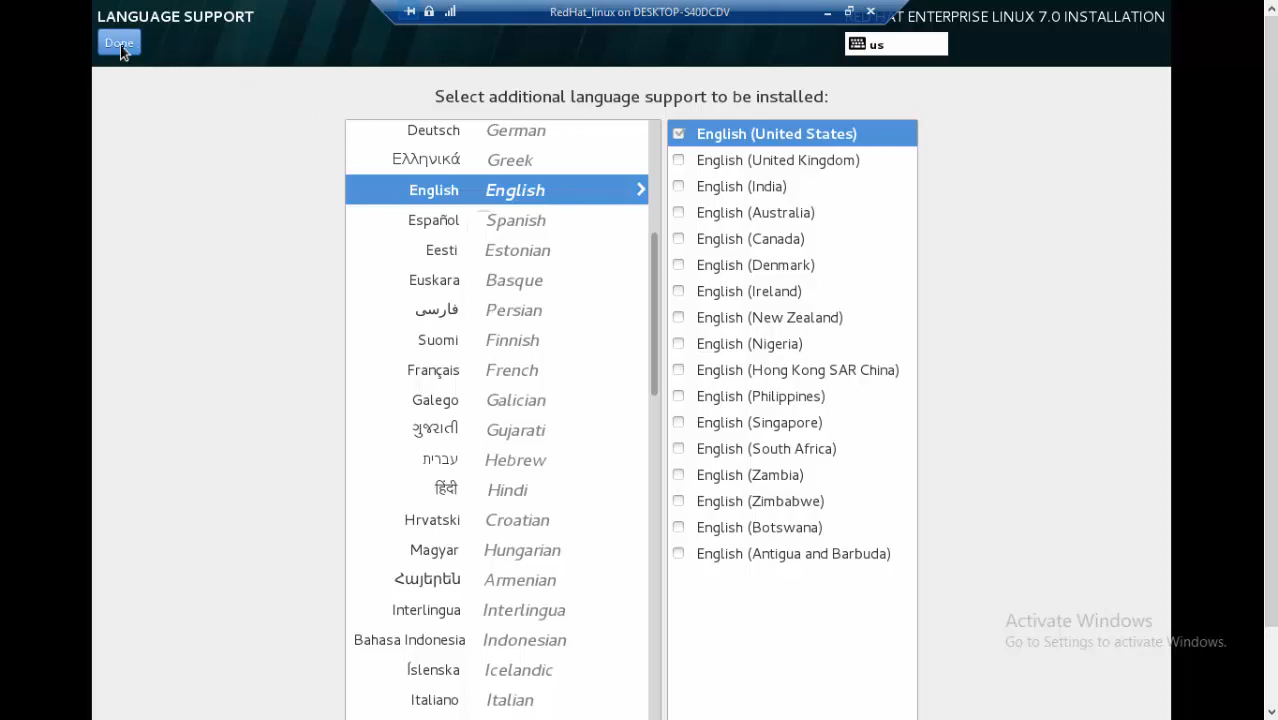 LANGUAGE SUPPORT
RedHat_linux on DESKTOP-S40DCDV
HAT ENTERPRISE LINUX 7.0 INSTALLATION
Done
us
Select additional language support to be installed:
Deutsch German
Ελληνικά Greek
English English
Español Spanish
Eesti Estonian
Euskara Basque
فارسی Persian
Suomi Finnish
Français French
Galego Galician
ગુજરાતી Gujarati
עברית Hebrew
हिंदी Hindi
Hrvatski Croatian
Magyar Hungarian
Հայերեն Armenian
Interlingua Interlingua
Bahasa Indonesia Indonesian
Íslenska Icelandic
Italiano Italian
English (United States)
English (United Kingdom)
English (India)
English (Australia)
English (Canada)
English (Denmark)
English (Ireland)
English (New Zealand)
English (Nigeria)
English (Hong Kong SAR China)
English (Philippines)
English (Singapore)
English (South Africa)
English (Zambia)
English (Zimbabwe)
English (Botswana)
English (Antigua and Barbuda)
Activate Windows
Go to Settings to activate Windows.